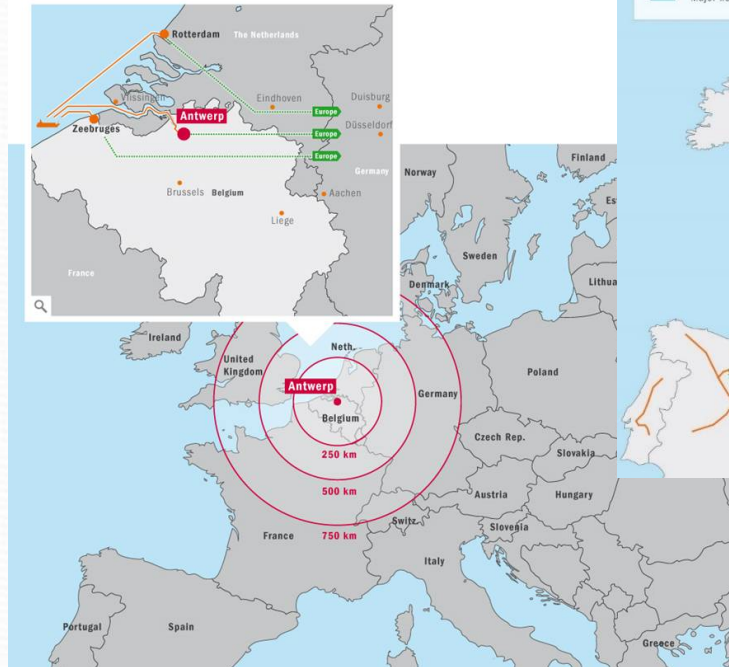 Rotterdam
The Netherlands
Vlissingen
Eindhoven
Duisburg
Antwerp
Europe
Zeebruges
Düsseldorf
Europe
Europe
Germany
Brussels
Belgium
Aachen
Liege
France
Norway
Finland
Sweden
Denmark
Ireland
Neth.
United
Kingdom
Poland
Antwerp
Germany
Belgium
Czech Rep.
250 km
Slovakia
500 km
Austria
Hungary
Switz.
Slovenia
750 km
France
Italy
Portugal
Spain
Greece